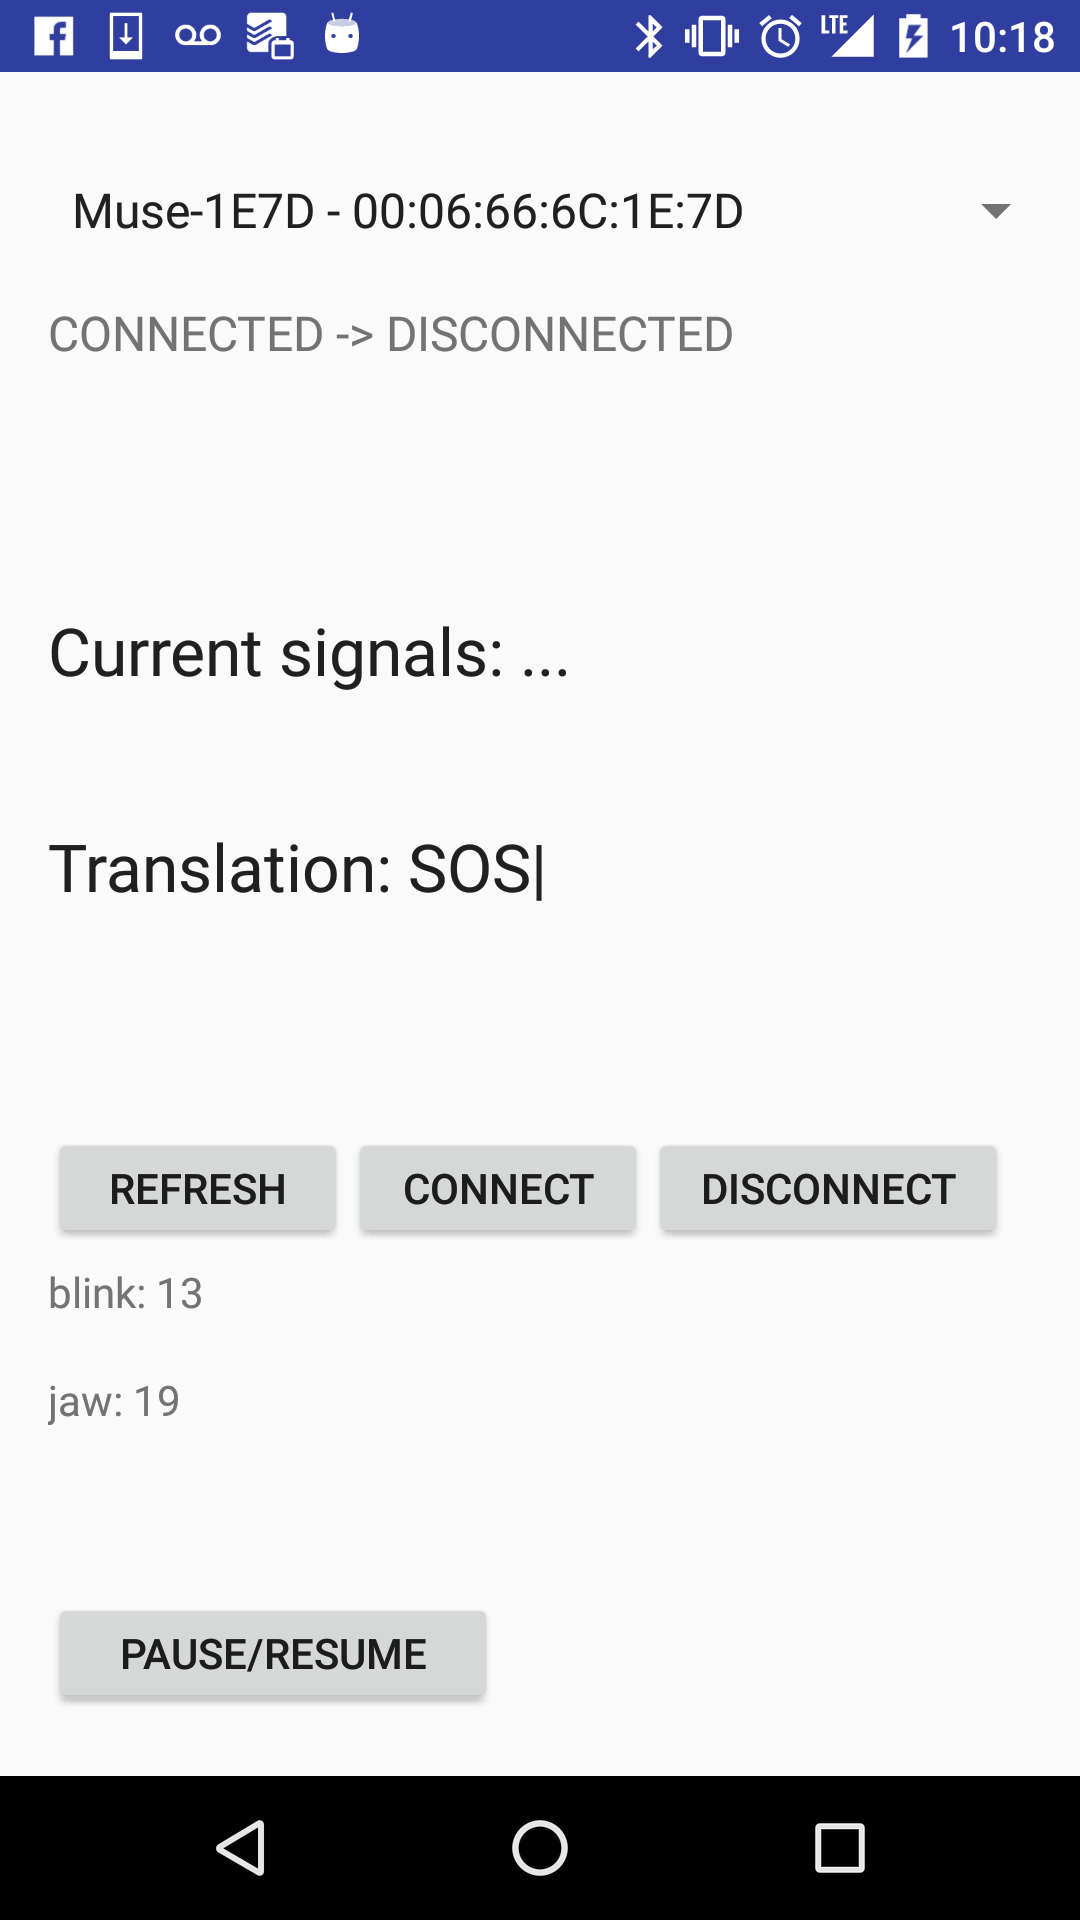 LTE 10:18
Muse-1E7D - 00:06:66:6C:1E:7D
CONNECTED -> DISCONNECTED
Current signals: ...
Translation: SOS|
REFRESH CONNECT DISCONNECT
blink: 13
jaw: 19
PAUSE/RESUME